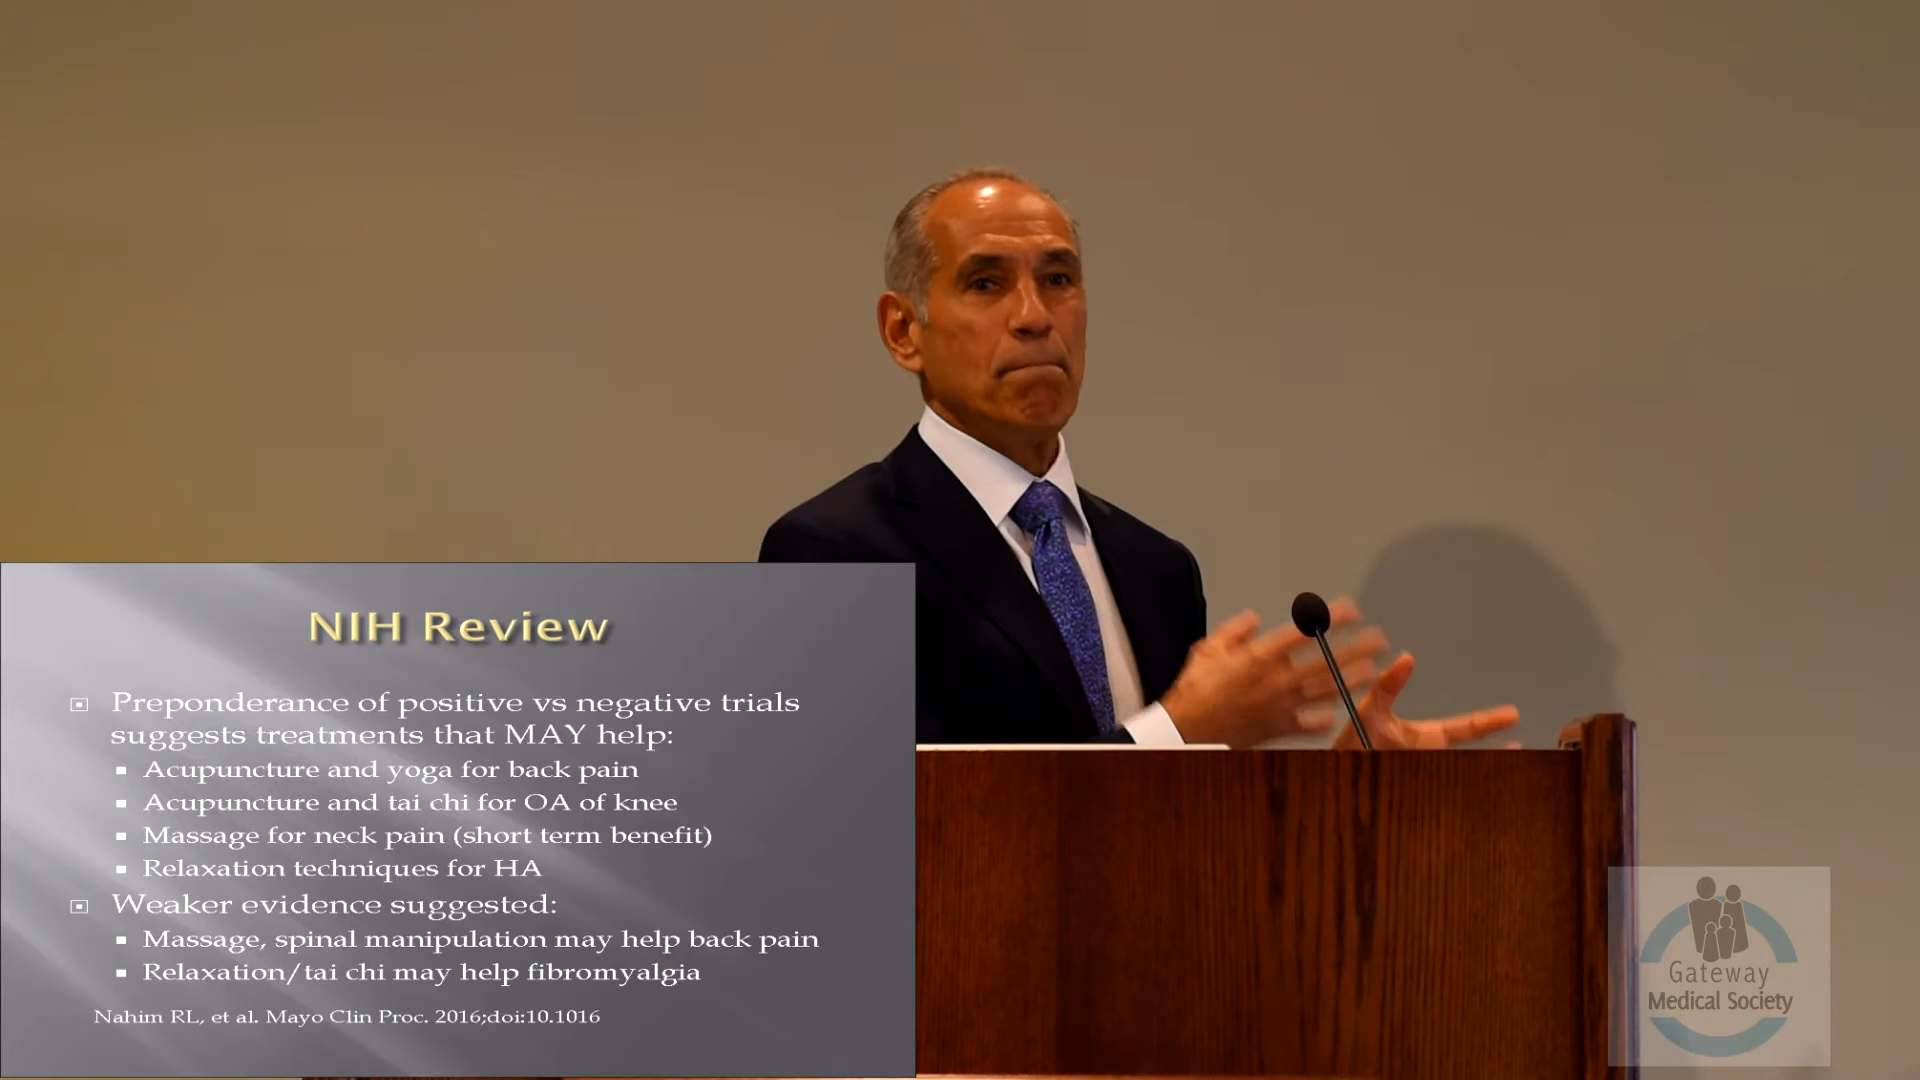 NIH Review
Preponderance of positive vs negative trials
suggests treatments that MAY help:
Acupuncture and yoga for back pain
Acupuncture and tai chi for OA of knee
Massage for neck pain (short term benefit)
Relaxation techniques for HA
Weaker evidence suggested:
Massage, spinal manipulation may help back pain
Relaxation/tai chi may help fibromyalgia
Nahim RL, et al. Mayo Clin Proc. 2016;doi:10.1016
Gateway
Medical Society